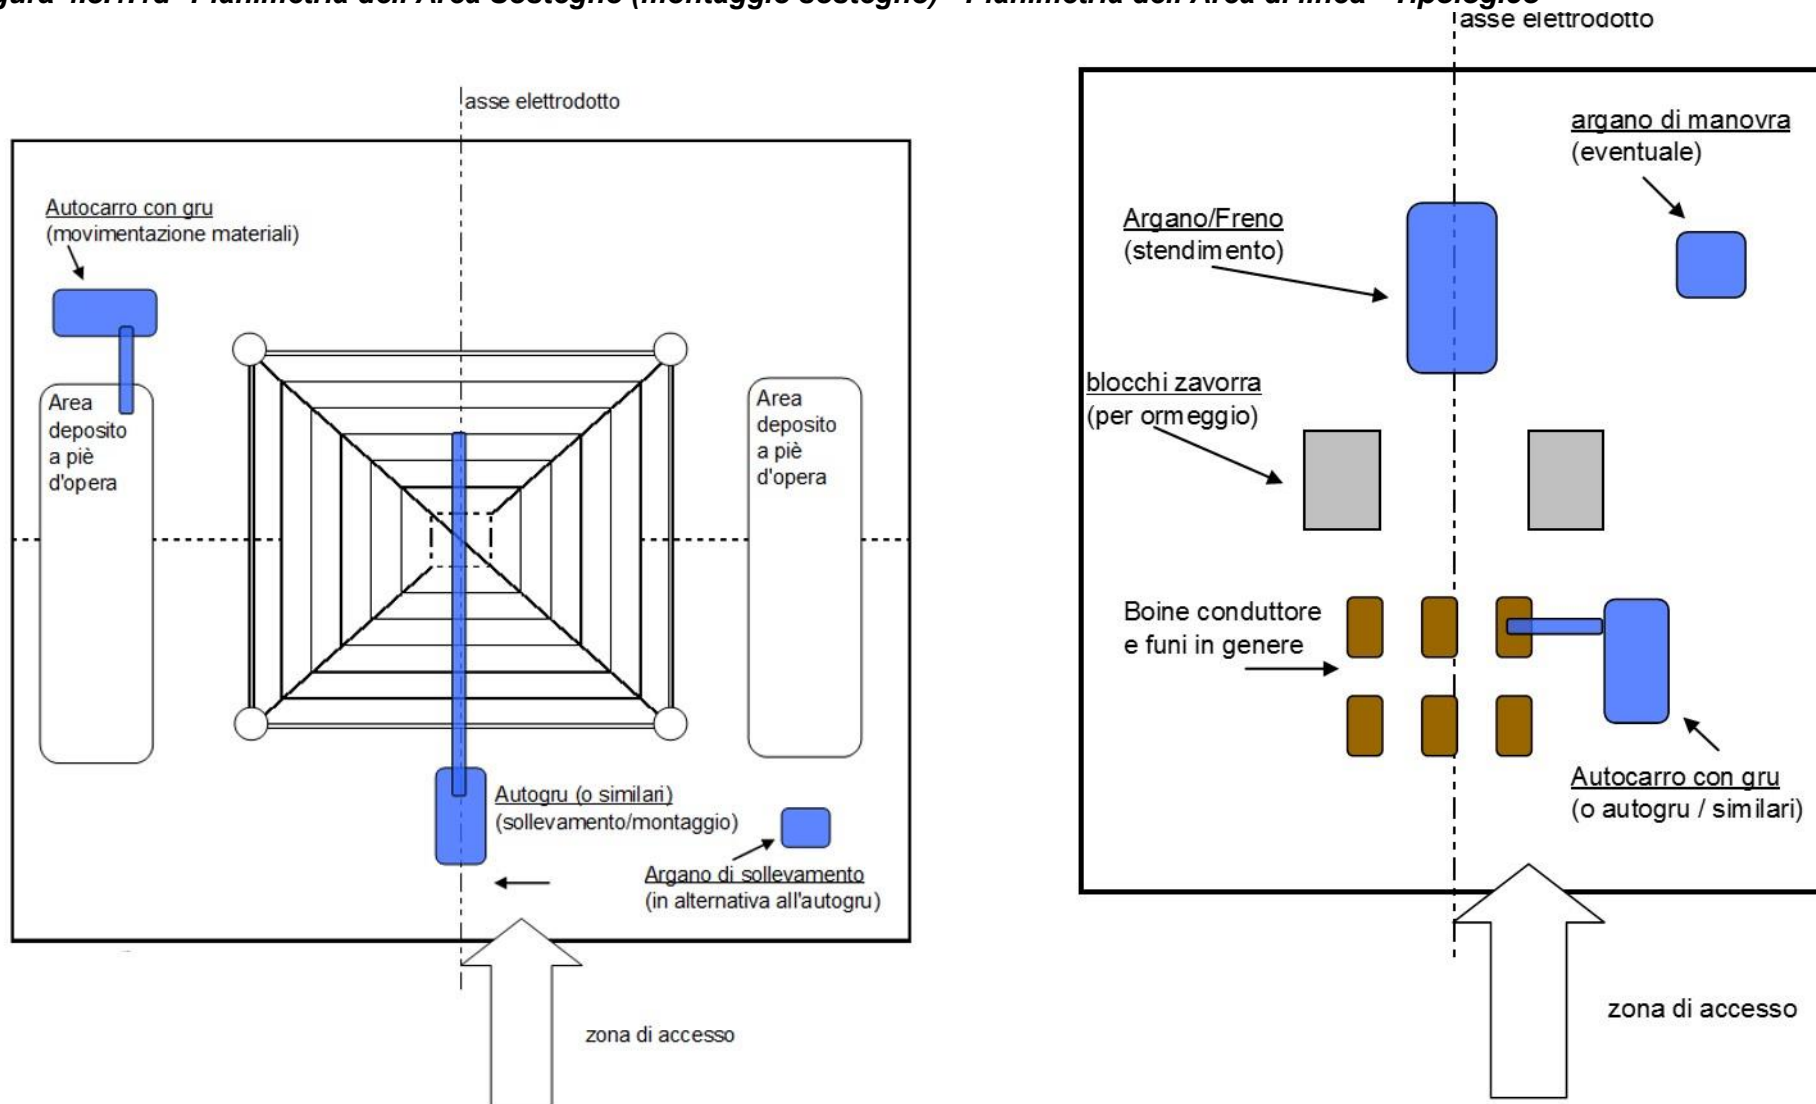 Planimetria dell'Area Sostegno (montaggio sostegno) - Planimetria dell'Area di linea - Tipologico
asse elettrodotto
Autocarro con gru
(movimentazione materiali)
Area
deposito
a piè
d'opera
Area
deposito
a piè
d'opera
Autogru (o similari)
(sollevamento/montaggio)
Argano di sollevamento
(in alternativa all'autogru)
zona di accesso
asse elettrodotto
argano di manovra
(eventuale)
Argano/Freno
(stendimento)
blocchi zavorra
(per ormeggio)
Boine conduttore
e funi in genere
Autocarro con gru
(o autogru / similari)
zona di accesso